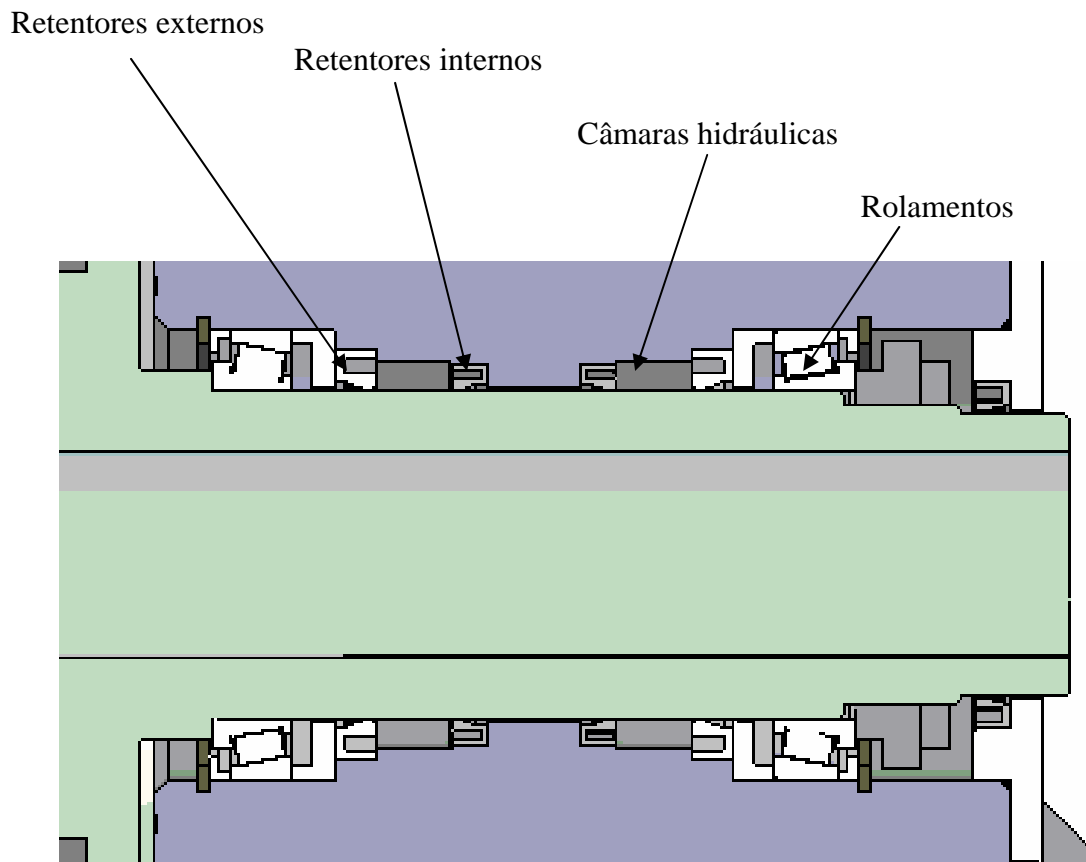 Retentores externos
Retentores internos
Câmaras hidráulicas
Rolamentos